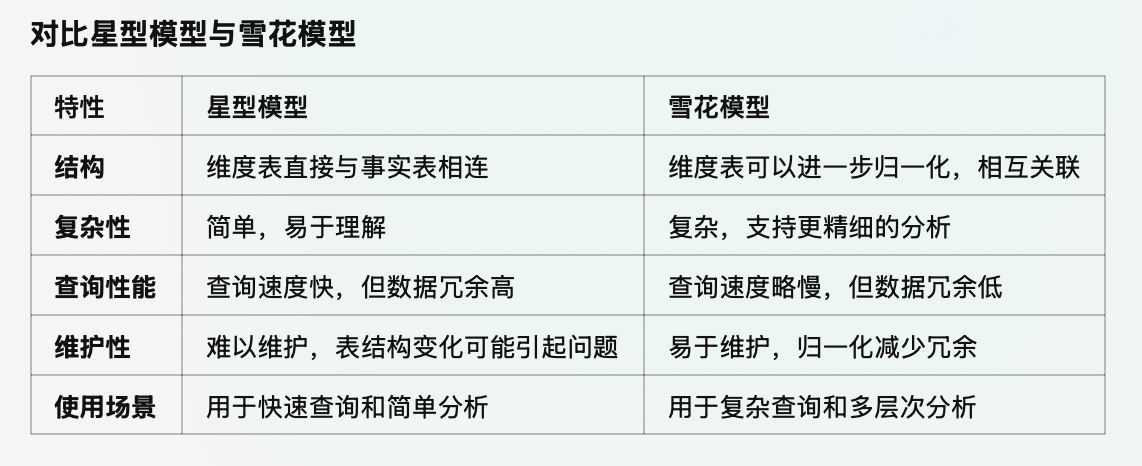 对比星型模型与雪花模型
特性 星型模型 雪花模型
结构 维度表直接与事实表相连 维度表可以进一步归一化，相互关联
复杂性 简单，易于理解 复杂，支持更精细的分析
查询性能 查询速度快，但数据冗余高 查询速度略慢，但数据冗余低
维护性 难以维护，表结构变化可能引起问题 易于维护，归一化减少冗余
使用场景 用于快速查询和简单分析 用于复杂查询和多层次分析